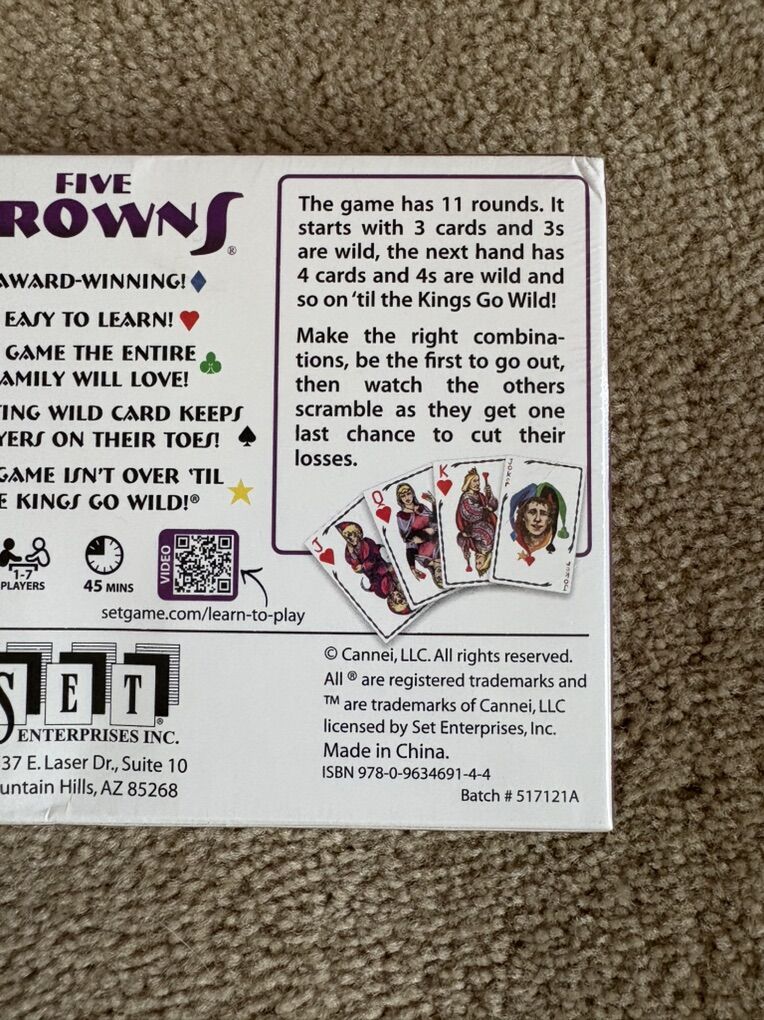 FIVE
ROWNS®
AWARD-WINNING!
EASY TO LEARN!
GAME THE ENTIRE
AMILY WILL LOVE!
TING WILD CARD KEEPS
YERS ON THEIR TOES!
GAME ISN'T OVER 'TIL
E KINGS GO WILD!®
1-7
PLAYERS
45 MINS
VIDEO
setgame.com/learn-to-play
The game has 11 rounds. It
starts with 3 cards and 3s
are wild, the next hand has
4 cards and 4s are wild and
so on 'til the Kings Go Wild!
Make the right combina-
tions, be the first to go out,
then watch the others
scramble as they get one
last chance to cut their
losses.
J
Q
K
JOKER
JOKER
SET®
ENTERPRISES INC.
37 E. Laser Dr., Suite 10
untain Hills, AZ 85268
© Cannei, LLC. All rights reserved.
All ® are registered trademarks and
™ are trademarks of Cannei, LLC
licensed by Set Enterprises, Inc.
Made in China.
ISBN 978-0-9634691-4-4
Batch # 517121A